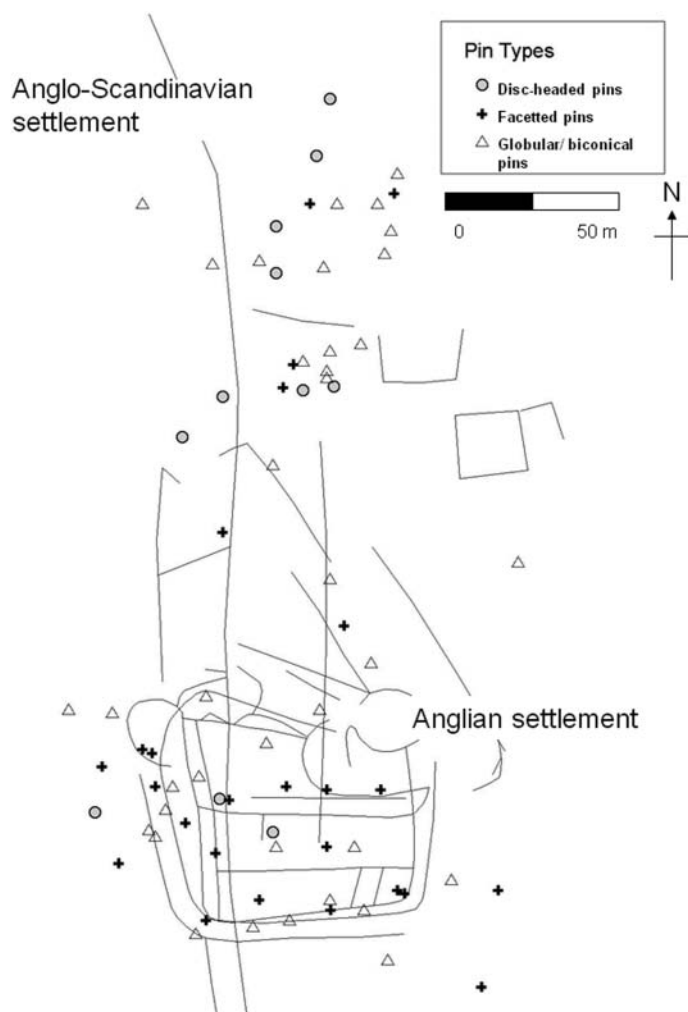 Anglo-Scandinavian
settlement
Pin Types
Disc-headed pins
Facetted pins
Globular/ biconical
pins
N
0 50 m
Anglian settlement